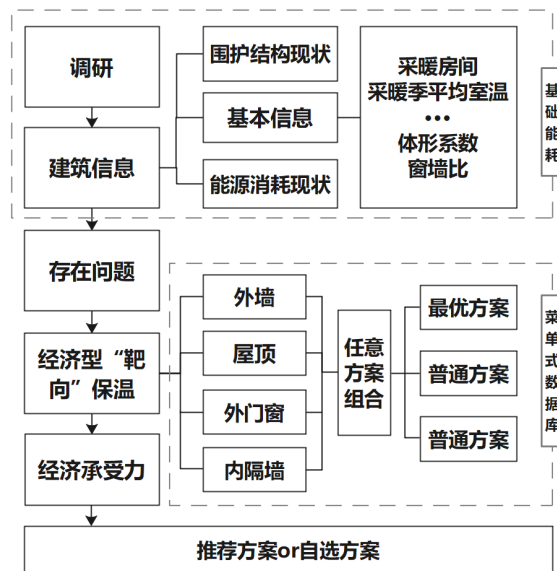 调研
建筑信息
围护结构现状
基本信息
能源消耗现状
采暖房间
采暖季平均室温
•••
体形系数
窗墙比
基
础
能
耗
存在问题
经济型“靶
向”保温
经济承受力
外墙
屋顶
外门窗
内隔墙
任意
方案
组合
最优方案
普通方案
普通方案
菜
单
式
数
据
库
推荐方案or自选方案